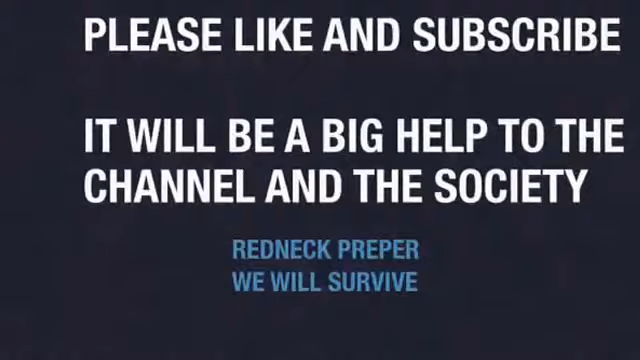 PLEASE LIKE AND SUBSCRIBE
IT WILL BE A BIG HELP TO THE
CHANNEL AND THE SOCIETY
REDNECK PREPER
WE WILL SURVIVE